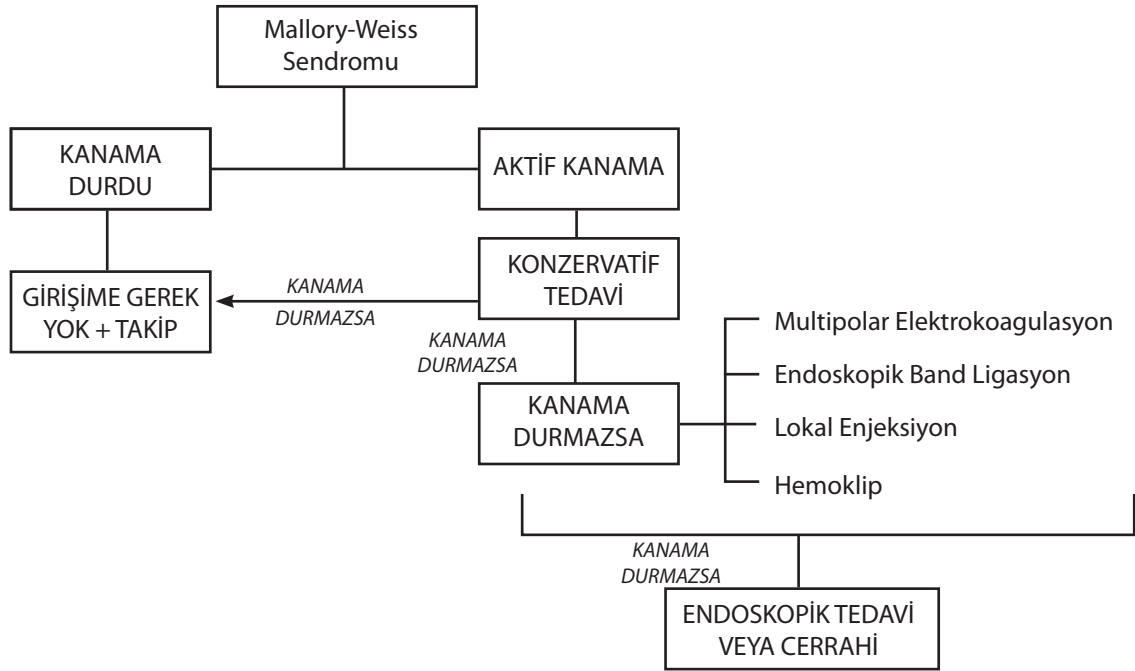 Mallory-Weiss
Sendromu
KANAMA
DURDU
AKTİF KANAMA
GİRİŞİME GEREK
YOK + TAKİP
KANAMA
DURMAZSA
KONZERVATİF
TEDAVİ
KANAMA
DURMAZSA
KANAMA
DURMAZSA
Multipolar Elektrokoagulasyon
Endoskopik Band Ligasyon
Lokal Enjeksiyon
Hemoklip
KANAMA
DURMAZSA
ENDOSKOPİK TEDAVİ
VEYA CERRAHİ